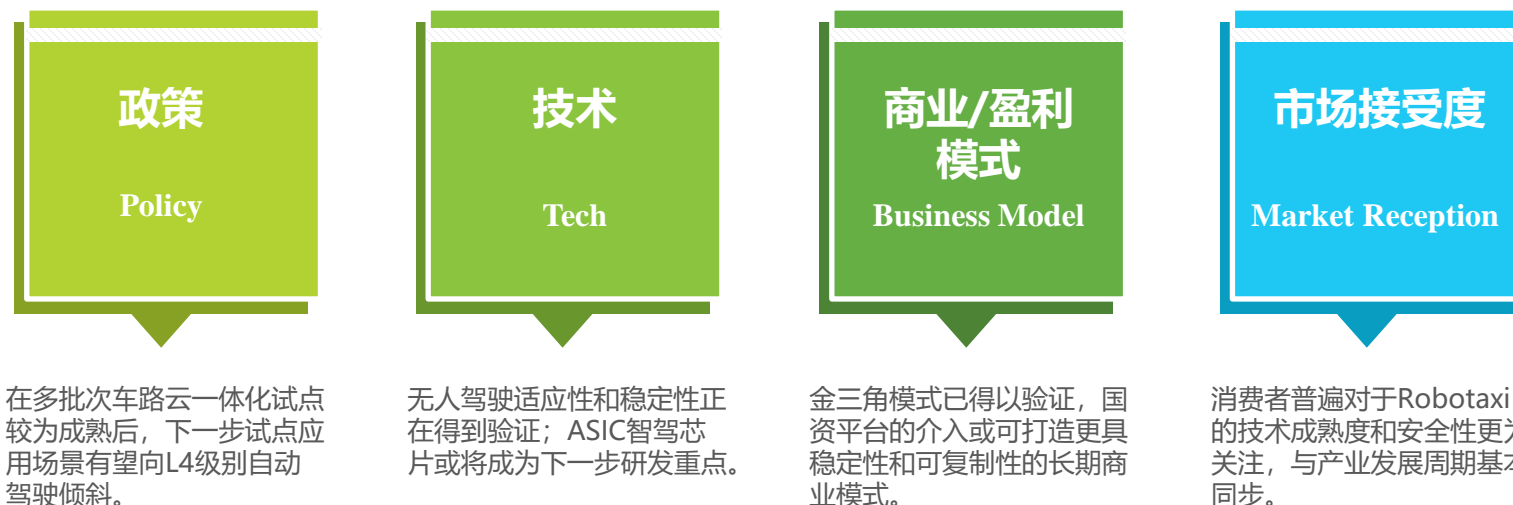 政策
Policy
在多批次车路云一体化试点
较为成熟后，下一步试点应
用场景有望向L4级别自动
驾驶倾斜。
技术
Tech
无人驾驶适应性和稳定性正
在得到验证；ASIC智驾芯
片或将成为下一步研发重点。
商业/盈利
模式
Business Model
金三角模式已得以验证，国
资平台的介入或可打造更具
稳定性和可复制性的长期商
业模式。
市场接受度
Market Reception
消费者普遍对于Robotaxi
的技术成熟度和安全性更为
关注，与产业发展周期基本
同步。